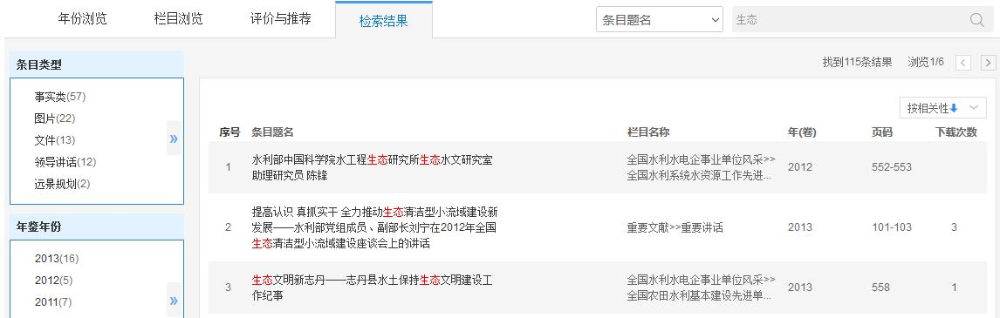 年份浏览 栏目浏览 评价与推荐 检索结果 条目题名 生态
找到115条结果 浏览1/6 < >
条目类型
事实类(57)
图片(22)
文件(13)
领导讲话(12)
远景规划(2)
»
年鉴年份
2013(16)
2012(5)
2011(7)
»
按相关性
序号 条目题名 栏目名称 年(卷) 页码 下载次数
1 水利部中国科学院水工程生态研究所生态水文研究室 全国水利水电企事业单位风采>> 2012 552-553
助理研究员 陈锋 全国水利系统水资源工作先进...
提高认识 真抓实干 全力推动生态清洁型小流域建设新
2 发展——水利部党组成员、副部长刘宁在2012年全国 重要文献>>重要讲话 2013 101-103 3
生态清洁型小流域建设座谈会上的讲话
3 生态文明新志丹——志丹县水土保持生态文明建设工 全国水利水电企事业单位风采>> 2013 558 1
作纪事 全国农田水利基本建设先进单...